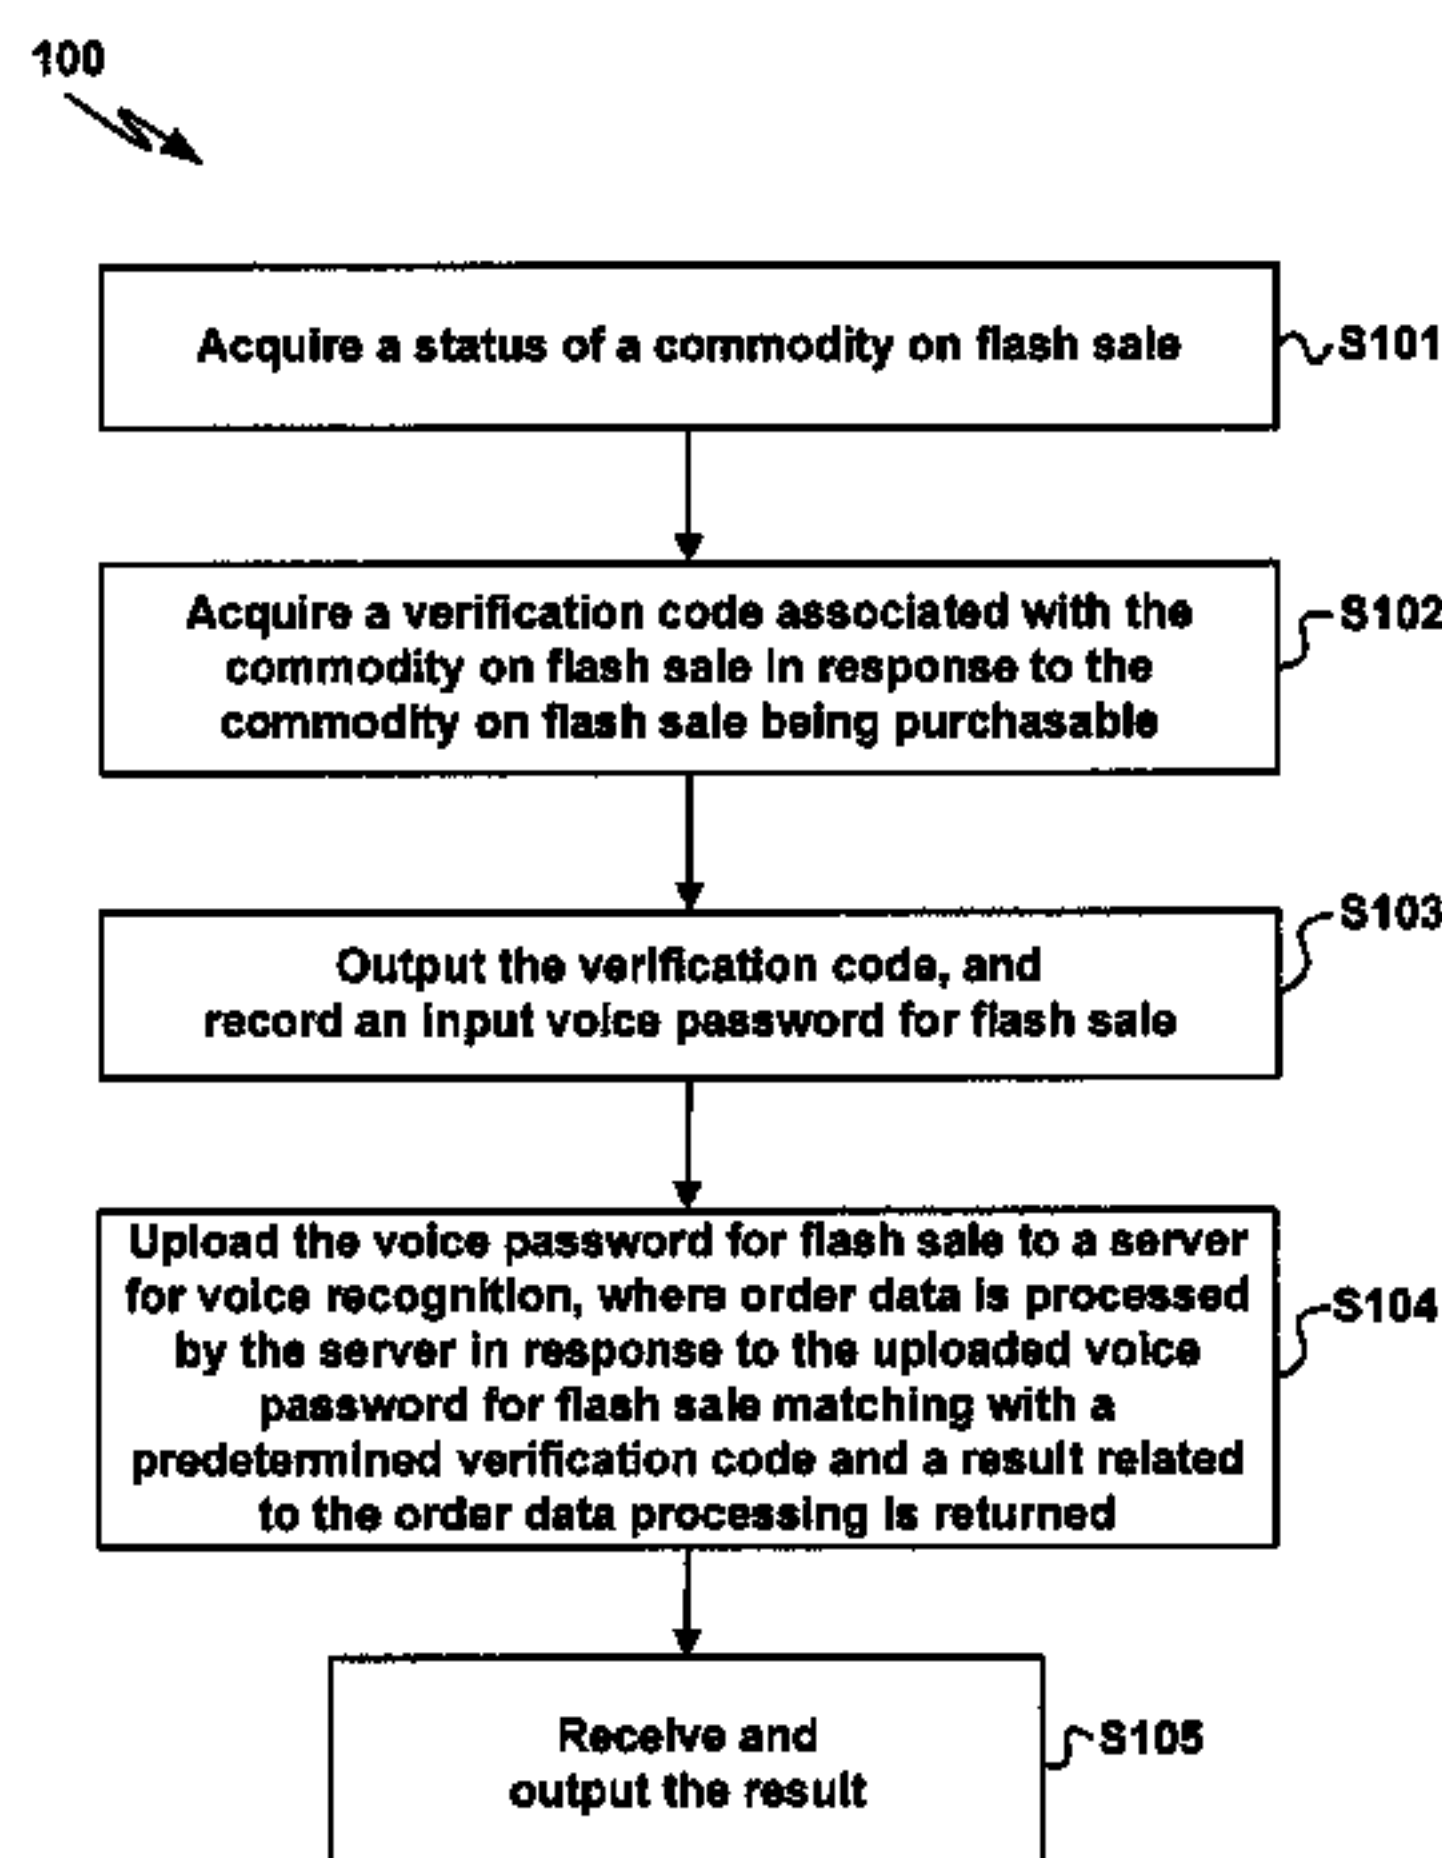 100
Acquire a status of a commodity on flash sale
S101
Acquire a verification code associated with the
commodity on flash sale in response to the
commodity on flash sale being purchasable
S102
Output the verification code, and
record an input voice password for flash sale
S103
Upload the voice password for flash sale to a server
for voice recognition, where order data is processed
by the server in response to the uploaded voice
password for flash sale matching with a
predetermined verification code and a result related
to the order data processing is returned
S104
Receive and
output the result
S105